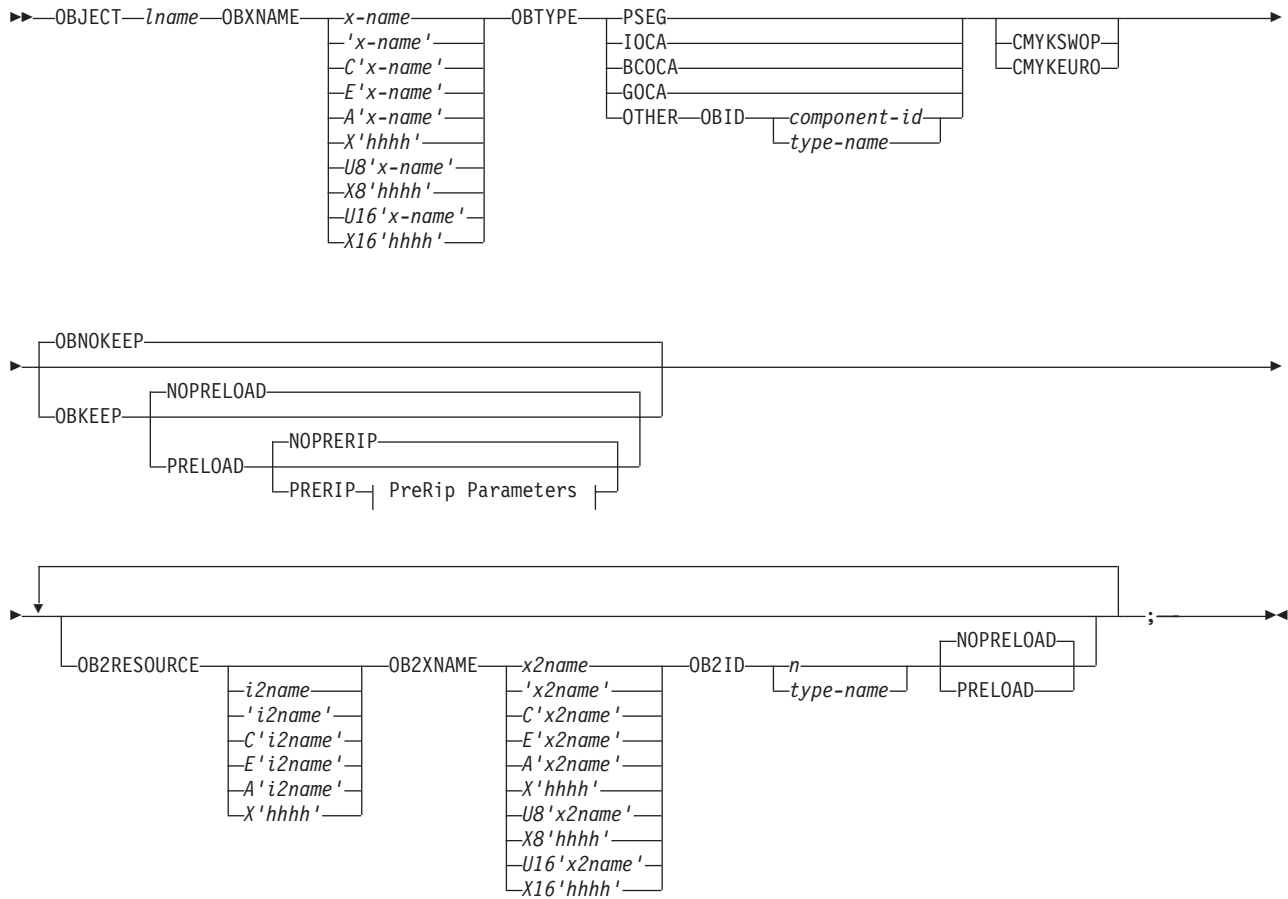 OBJECT lname OBXNAME x-name OBTYPE PSEG
'x-name' IOCA CMYKSWOP
C'x-name' BCOCA CMYKEURO
E'x-name' GOCA
A'x-name' OTHER OBID component-id
X'hhhh' type-name
U8'x-name'
X8'hhhh'
U16'x-name'
X16'hhhh'
OBNOKEEP
NOPRELOAD
OBKEEP
NOPRERIP
PRELOAD
PRERIP PreRip Parameters
;
NOPRELOAD
OB2RESOURCE OB2XNAME x2name OB2ID n
i2name 'x2name' type-name PRELOAD
'i2name' C'x2name'
C'i2name' E'x2name'
E'i2name' A'x2name'
A'i2name' X'hhhh'
X'hhhh' U8'x2name'
X8'hhhh'
U16'x2name'
X16'hhhh'